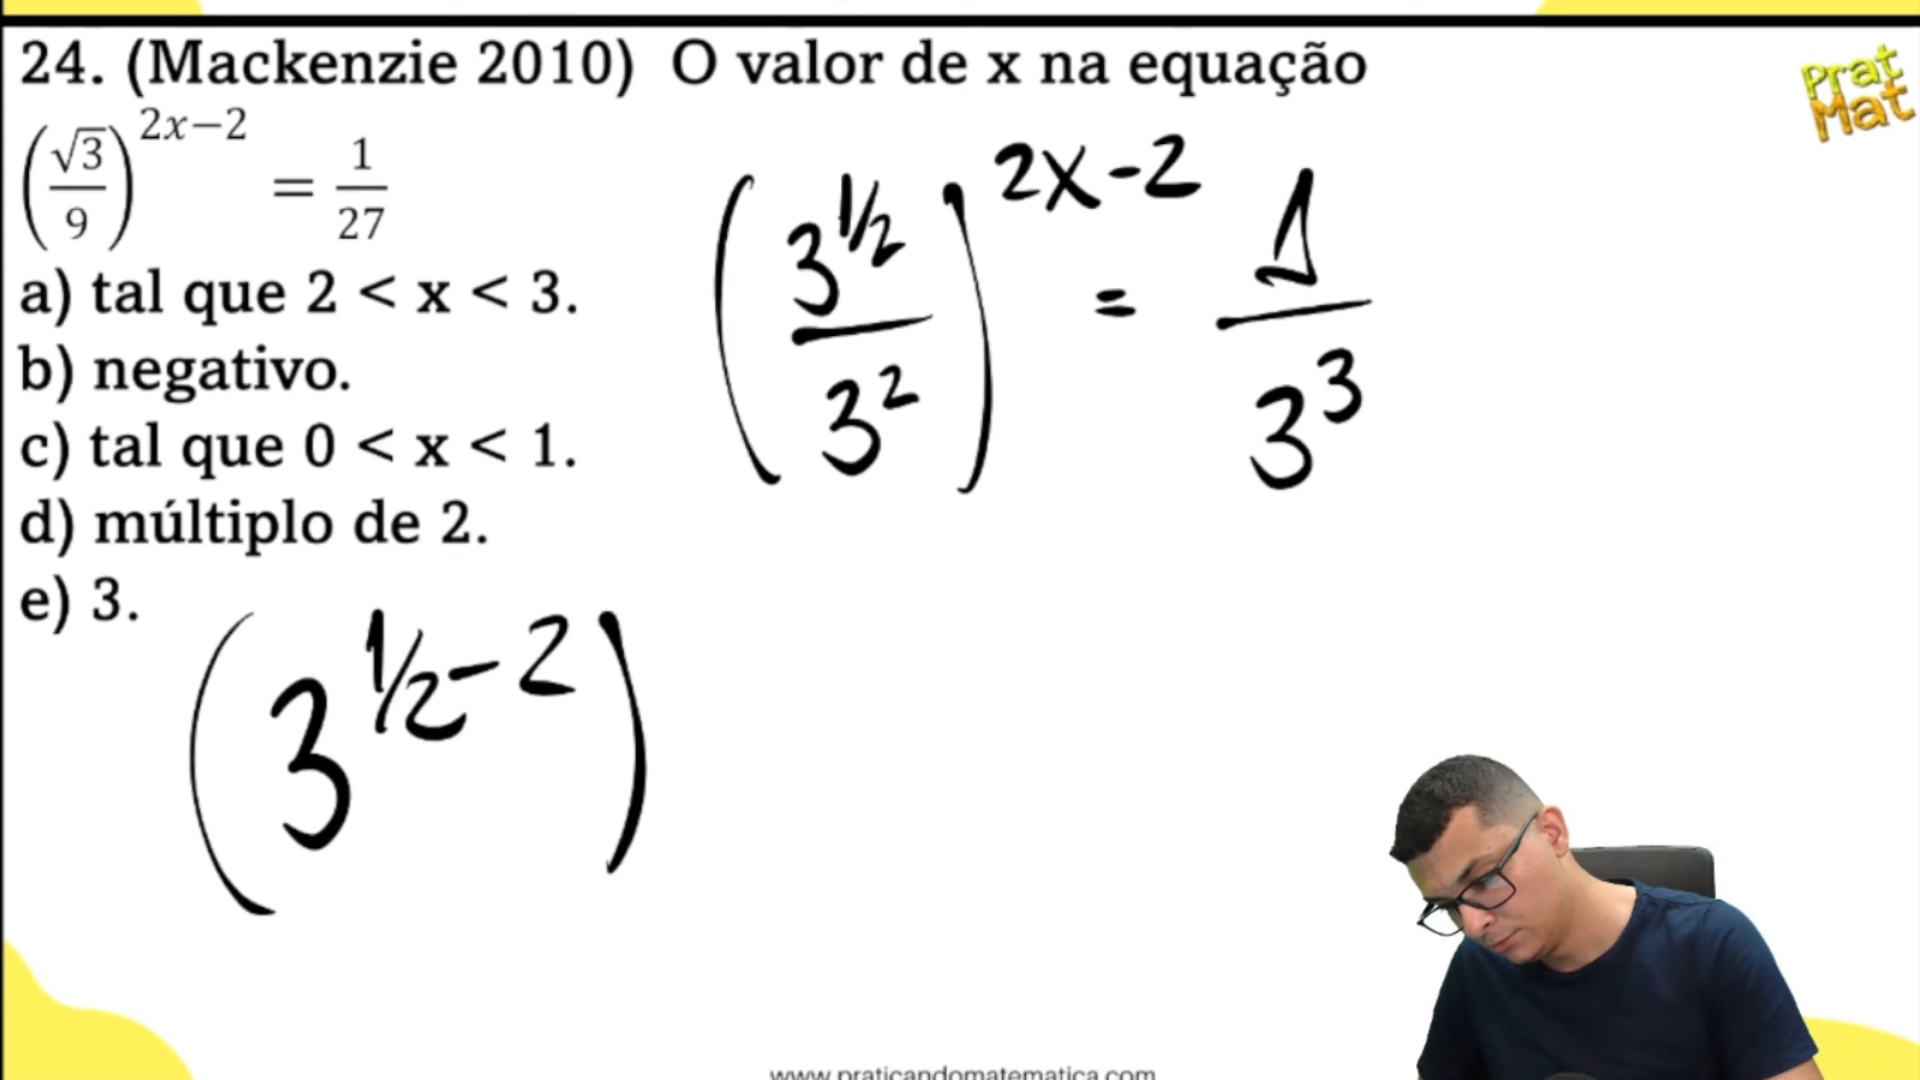 24. (Mackenzie 2010) O valor de x na equação
(√3/9)^(2x−2) = 1/27
a) tal que 2 < x < 3.
b) negativo.
c) tal que 0 < x < 1.
d) múltiplo de 2.
e) 3.
(3^(1/2)/3^2)^(2x-2) = 1/3^3
(3^(1/2-2))
Prat
Mat
www.praticandomatematica.com